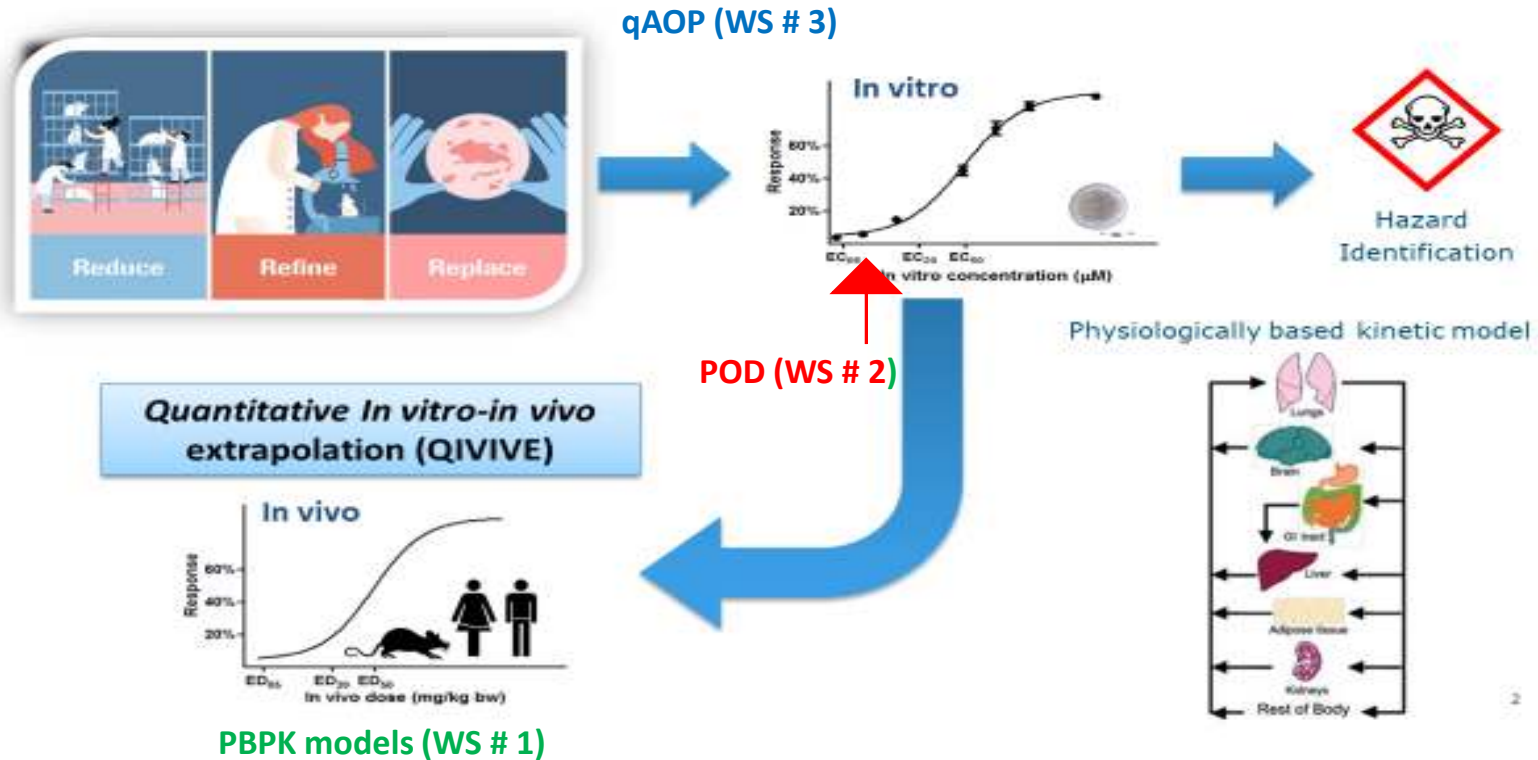 qAOP (WS # 3)
Reduce
Refine
Replace
In vitro
Response
60%
40%
20%
EC₂₀ EC₅₀
In vitro concentration (µM)
Hazard
Identification
POD (WS # 2)
Quantitative In vitro-in vivo
extrapolation (QIVIVE)
In vivo
Response
60%
40%
20%
ED₀₅ ED₂₀ ED₅₀
In vivo dose (mg/kg bw)
PBPK models (WS # 1)
Physiologically based kinetic model
Lungs
Brain
GI tract
Liver
Adipose tissue
Kidneys
Rest of Body
2